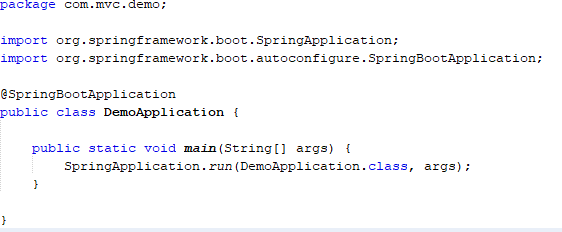 package com.mvc.demo;
import org.springframework.boot.SpringApplication;
import org.springframework.boot.autoconfigure.SpringBootApplication;
@SpringBootApplication
public class DemoApplication {
public static void main(String[] args) {
SpringApplication.run(DemoApplication.class, args);
}
}